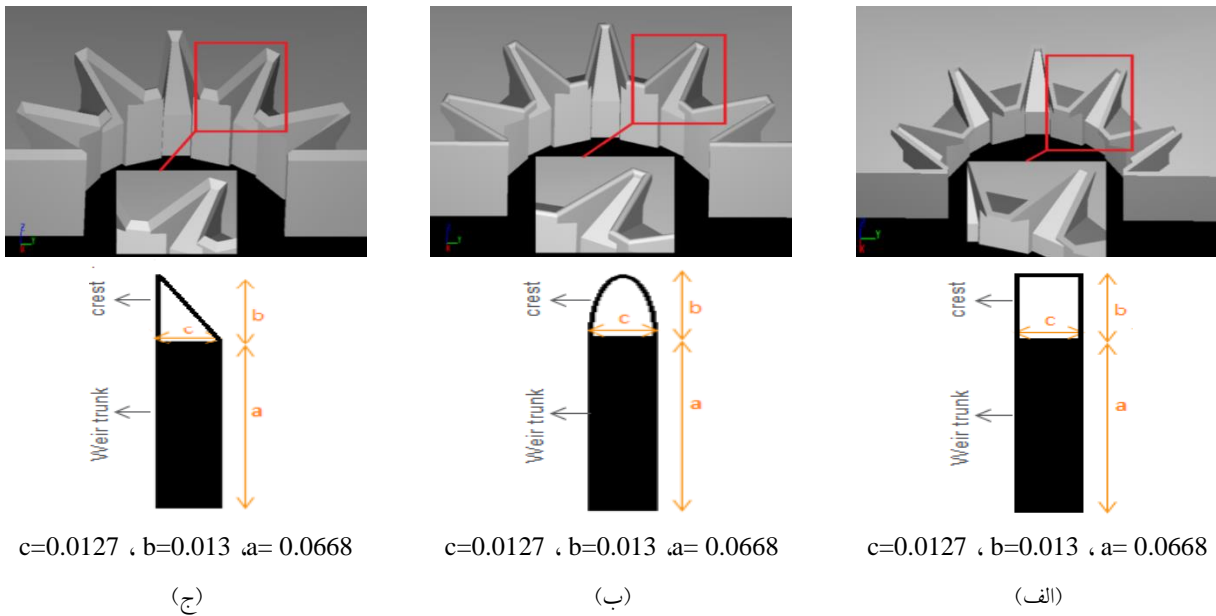 crest
b
c
a
Weir trunk
crest
b
c
a
Weir trunk
crest
b
c
a
Weir trunk
c=0.0127 ، b=0.013 ،a= 0.0668
c=0.0127 ، b=0.013 ،a= 0.0668
c=0.0127 ، b=0.013 ، a= 0.0668
(ج)
(ب)
(الف)